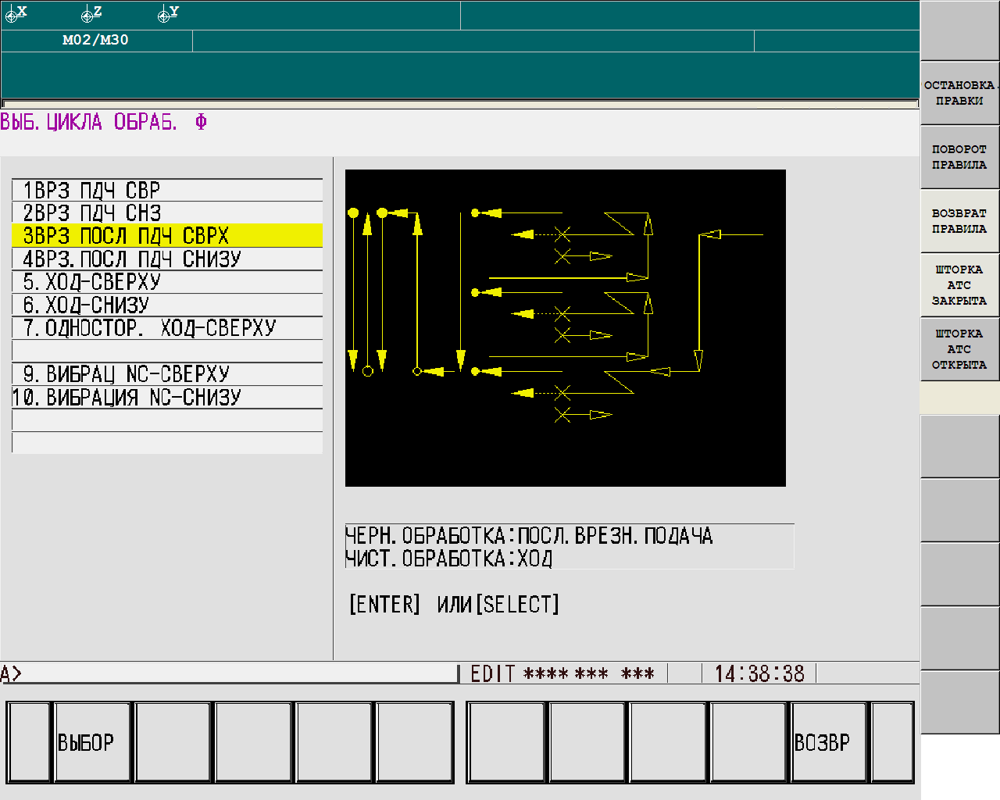 X Z Y
M02/M30
ВЫБ.ЦИКЛА ОБРАБ. Ф
1ВРЗ ПДЧ СВР
2ВРЗ ПДЧ СНЗ
3ВРЗ ПОСЛ ПДЧ СВРХ
4ВРЗ.ПОСЛ ПДЧ СНИЗУ
5.ХОД-СВЕРХУ
6.ХОД-СНИЗУ
7.ОДНОСТОР. ХОД-СВЕРХУ
9.ВИБРАЦ NC-СВЕРХУ
10.ВИБРАЦИЯ NC-СНИЗУ
ЧЕРН.ОБРАБОТКА:ПОСЛ.ВРЕЗН.ПОДАЧА
ЧИСТ.ОБРАБОТКА:ХОД
[ENTER] ИЛИ[SELECT]
A>
EDIT **** *** *** 14:38:38
ВЫБОР
ВОЗВР
ОСТАНОВКА.
ПРАВКИ
ПОВОРОТ
ПРАВИЛА
ВОЗВРАТ
ПРАВИЛА
ШТОРКА
АТС
ЗАКРЫТА
ШТОРКА
АТС
ОТКРЫТА